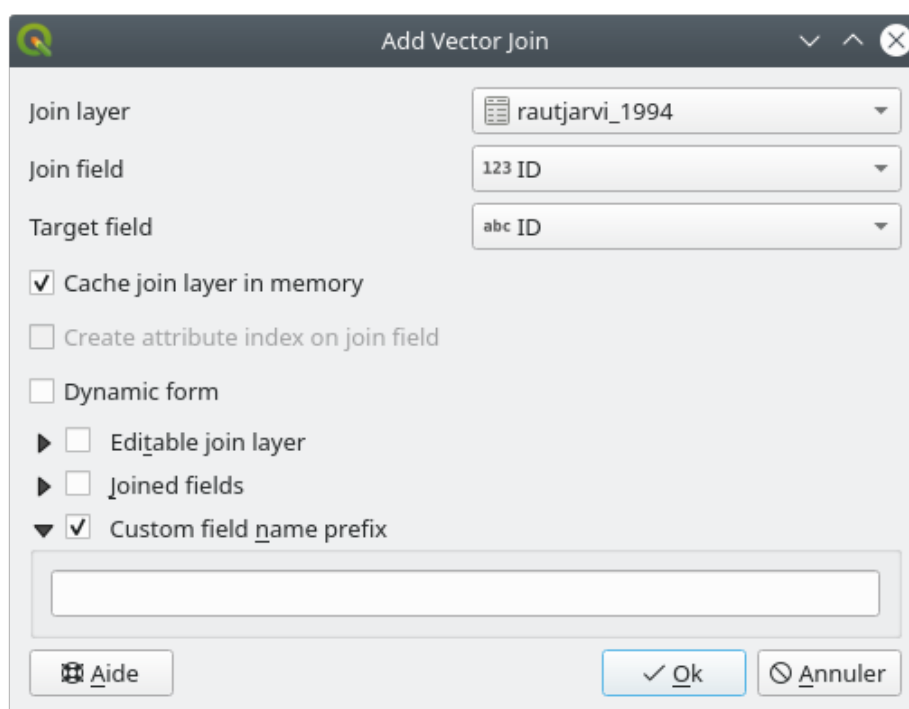 Add Vector Join
Join layer
rautjarvi_1994
Join field
123 ID
Target field
abc ID
Cache join layer in memory
Create attribute index on join field
Dynamic form
Editable join layer
Joined fields
Custom field name prefix
Aide
Ok
Annuler